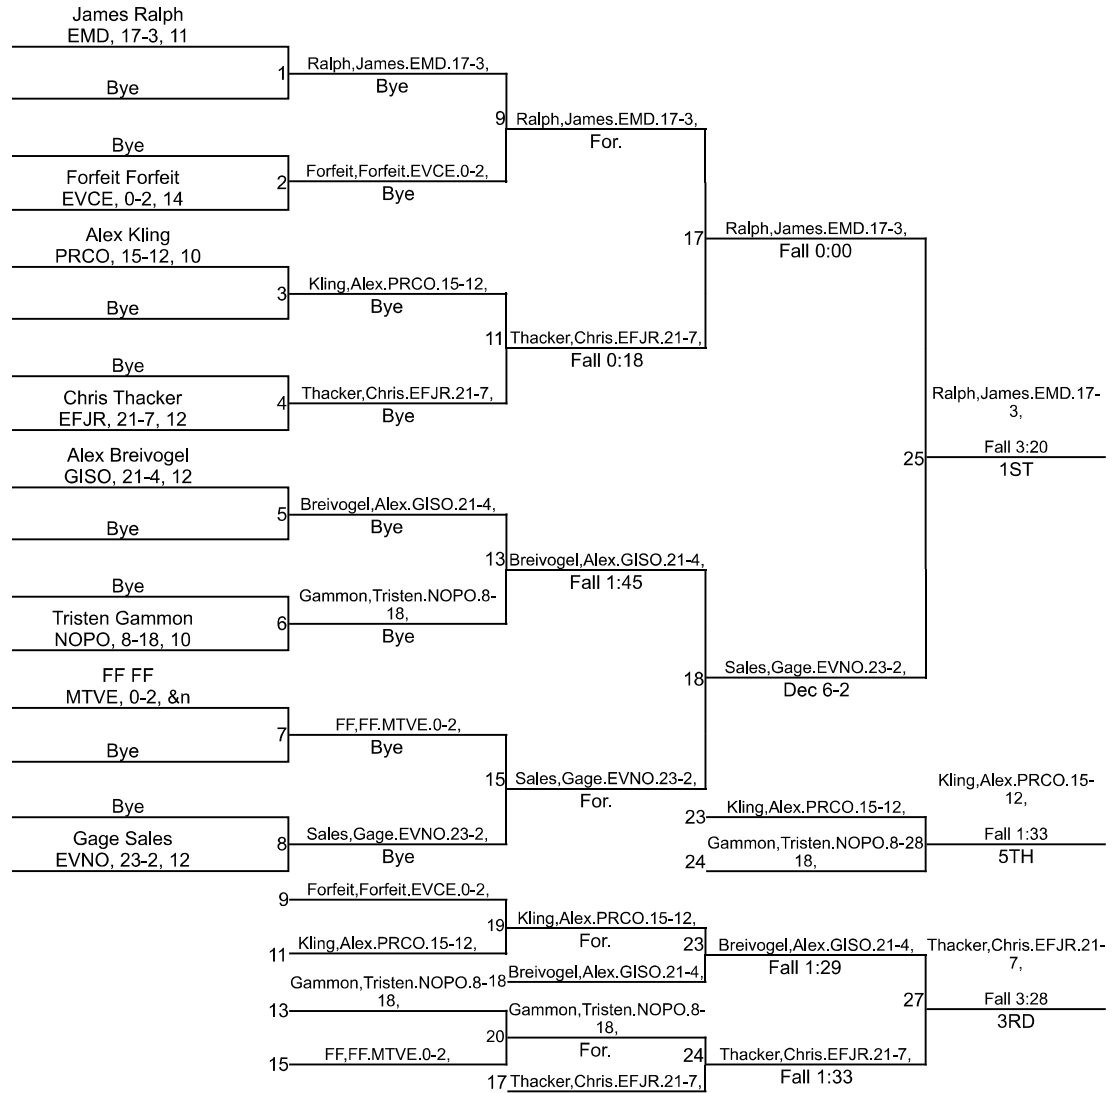 James Ralph
EMD, 17-3, 11
1
Ralph,James.EMD.17-3,
Bye
Bye
9
Ralph,James.EMD.17-3,
For.
Bye
Forfeit Forfeit
EVCE, 0-2, 14
2
Forfeit,Forfeit.EVCE.0-2,
Bye
17
Ralph,James.EMD.17-3,
Fall 0:00
Alex Kling
PRCO, 15-12, 10
3
Kling,Alex.PRCO.15-12,
Bye
Bye
11
Thacker,Chris.EFJR.21-7,
Fall 0:18
Bye
Chris Thacker
EFJR, 21-7, 12
4
Thacker,Chris.EFJR.21-7,
Bye
Ralph,James.EMD.17-
3,
25
Fall 3:20
1ST
Alex Breivogel
GISO, 21-4, 12
5
Breivogel,Alex.GISO.21-4,
Bye
Bye
13
Breivogel,Alex.GISO.21-4,
Fall 1:45
Bye
Tristen Gammon
NOPO, 8-18, 10
6
Gammon,Tristen.NOPO.8-
18,
Bye
18
Sales,Gage.EVNO.23-2,
Dec 6-2
FF FF
MTVE, 0-2, &n
7
FF,FF.MTVE.0-2,
Bye
Bye
15
Sales,Gage.EVNO.23-2,
For.
Bye
Gage Sales
EVNO, 23-2, 12
8
Sales,Gage.EVNO.23-2,
Bye
23
Kling,Alex.PRCO.15-12,
24
Gammon,Tristen.NOPO.8-28
18,
Kling,Alex.PRCO.15-
12,
Fall 1:33
5TH
9
Forfeit,Forfeit.EVCE.0-2,
11
Kling,Alex.PRCO.15-12,
19
Kling,Alex.PRCO.15-12,
For.
18
Breivogel,Alex.GISO.21-4,
23
Breivogel,Alex.GISO.21-4,
Fall 1:29
13
Gammon,Tristen.NOPO.8-
18,
15
FF,FF.MTVE.0-2,
20
Gammon,Tristen.NOPO.8-
18,
For.
17
Thacker,Chris.EFJR.21-7,
24
Thacker,Chris.EFJR.21-7,
Fall 1:33
27
Thacker,Chris.EFJR.21-
7,
Fall 3:28
3RD